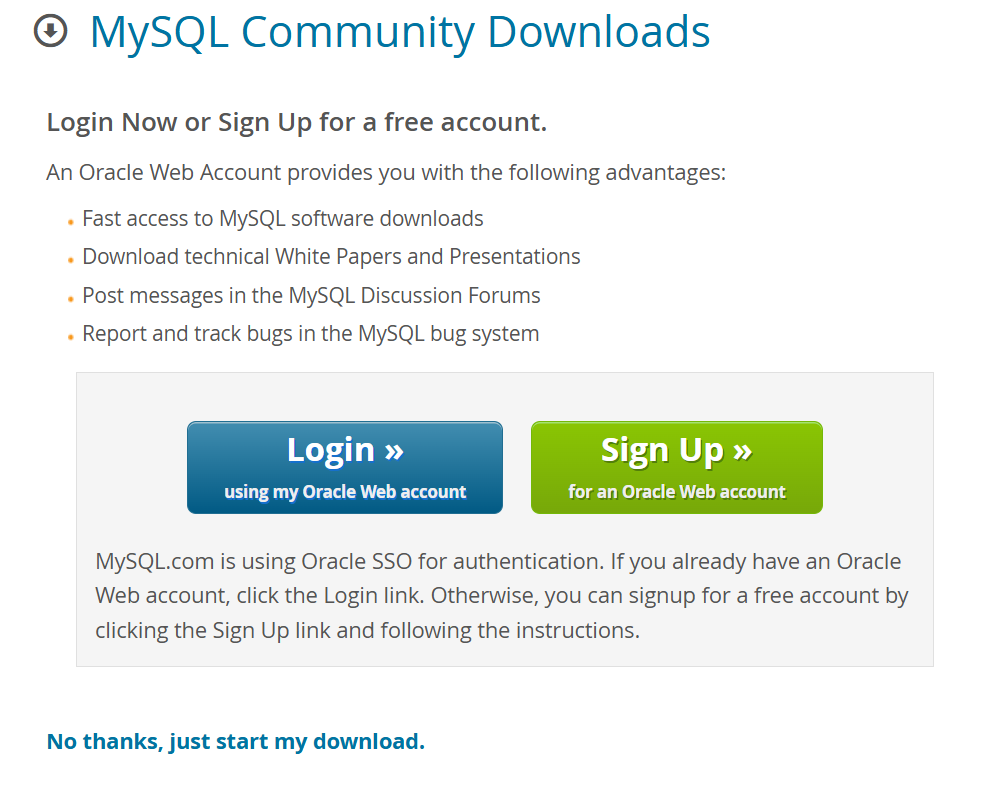 MySQL Community Downloads
Login Now or Sign Up for a free account.
An Oracle Web Account provides you with the following advantages:
Fast access to MySQL software downloads
Download technical White Papers and Presentations
Post messages in the MySQL Discussion Forums
Report and track bugs in the MySQL bug system
Login »
using my Oracle Web account
Sign Up »
for an Oracle Web account
MySQL.com is using Oracle SSO for authentication. If you already have an Oracle
Web account, click the Login link. Otherwise, you can signup for a free account by
clicking the Sign Up link and following the instructions.
No thanks, just start my download.